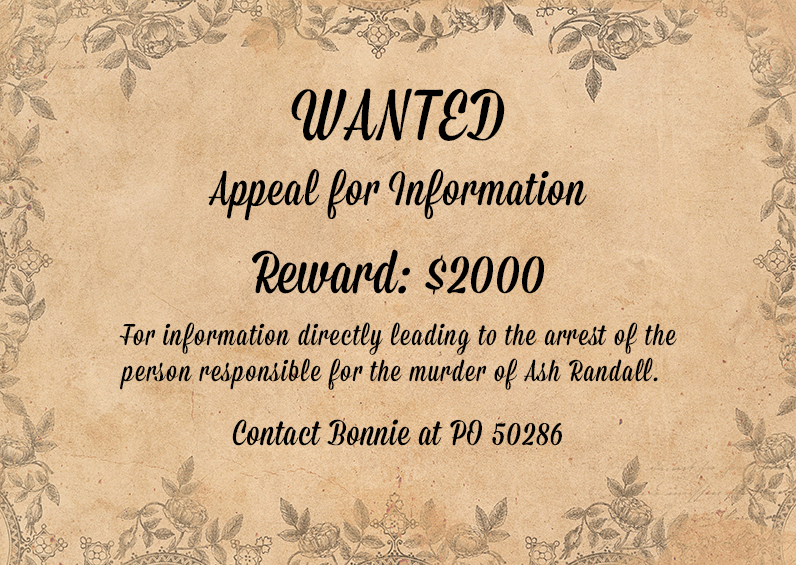 WANTED
Appeal for Information
Reward: $2000
For information directly leading to the arrest of the
person responsible for the murder of Ash Randall.
Contact Bonnie at PO 50286